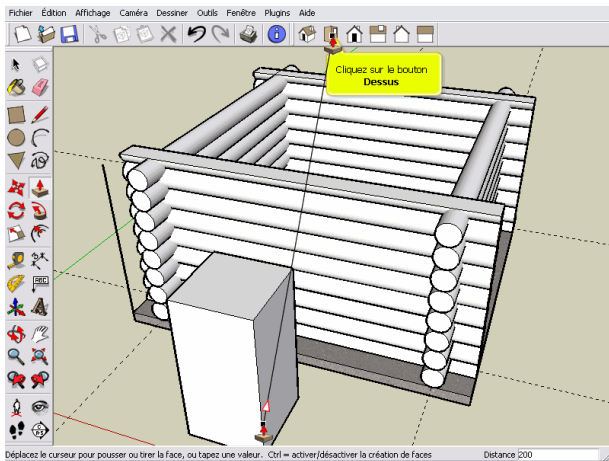 Fichier Édition Affichage Caméra Dessiner Outils Fenêtre Plugins Aide
Cliquez sur le bouton
Dessus
ABC
Déplacez le curseur pour pousser ou tirer la face, ou tapez une valeur. Ctrl = activer/désactiver la création de faces Distance 200